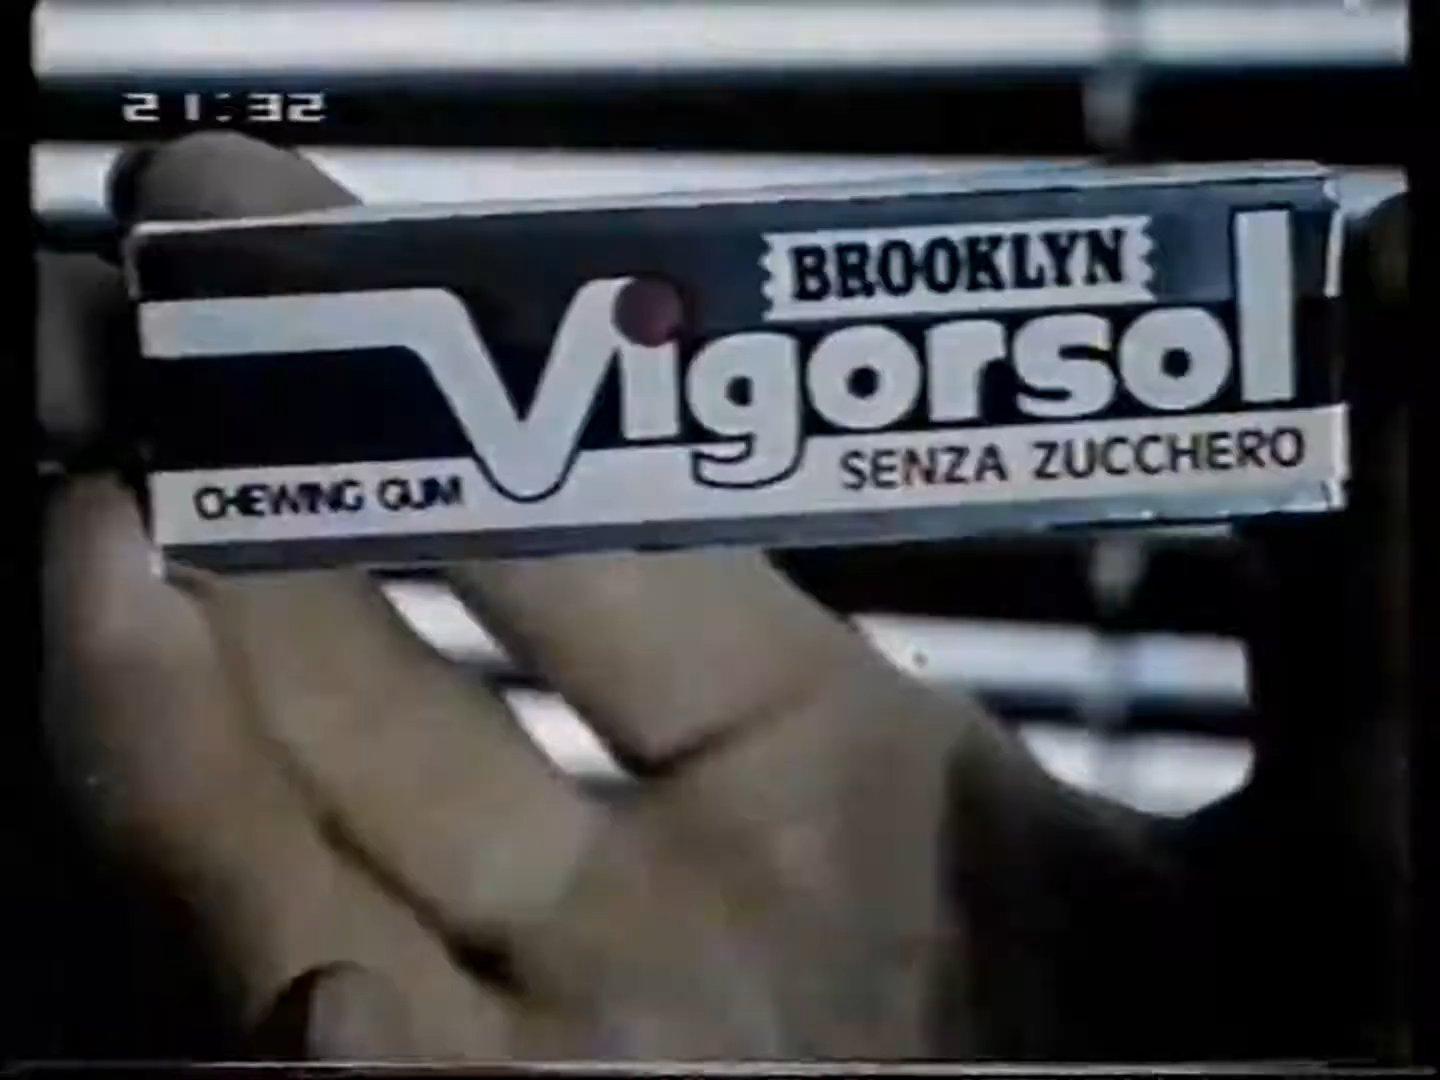 21:32
BROOKLYN
Vigorsol
CHEWING GUM
SENZA ZUCCHERO